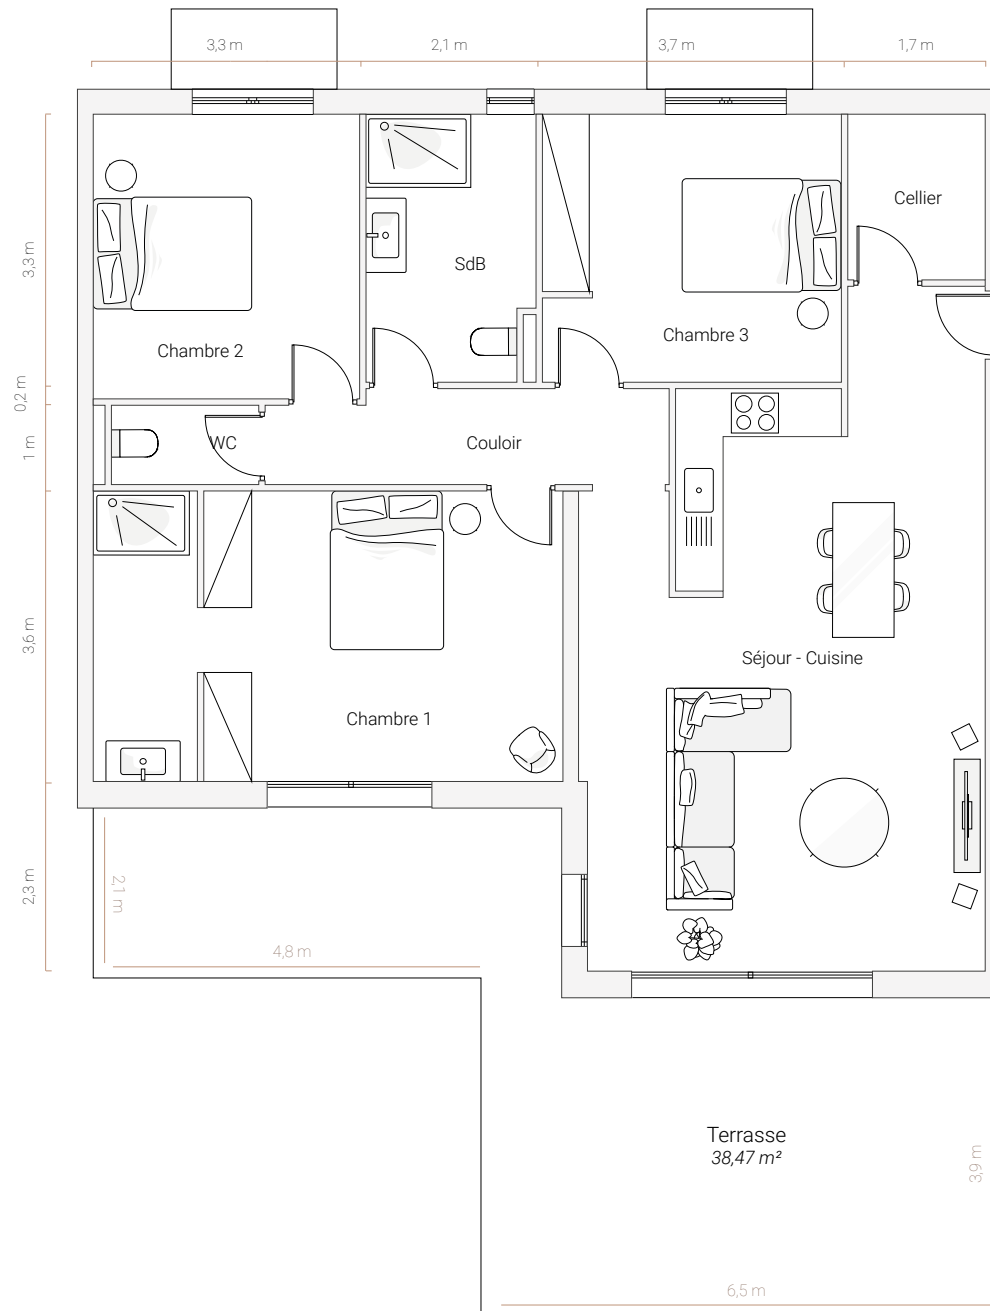 3,3 m
2,1 m
3,7 m
1,7 m
Cellier
3,3 m
SdB
Chambre 3
Chambre 2
0,2 m
1 m
WC
Couloir
3,6 m
Séjour - Cuisine
Chambre 1
2,3 m
2,1 m
4,8 m
Terrasse
38,47 m²
3,9 m
6,5 m